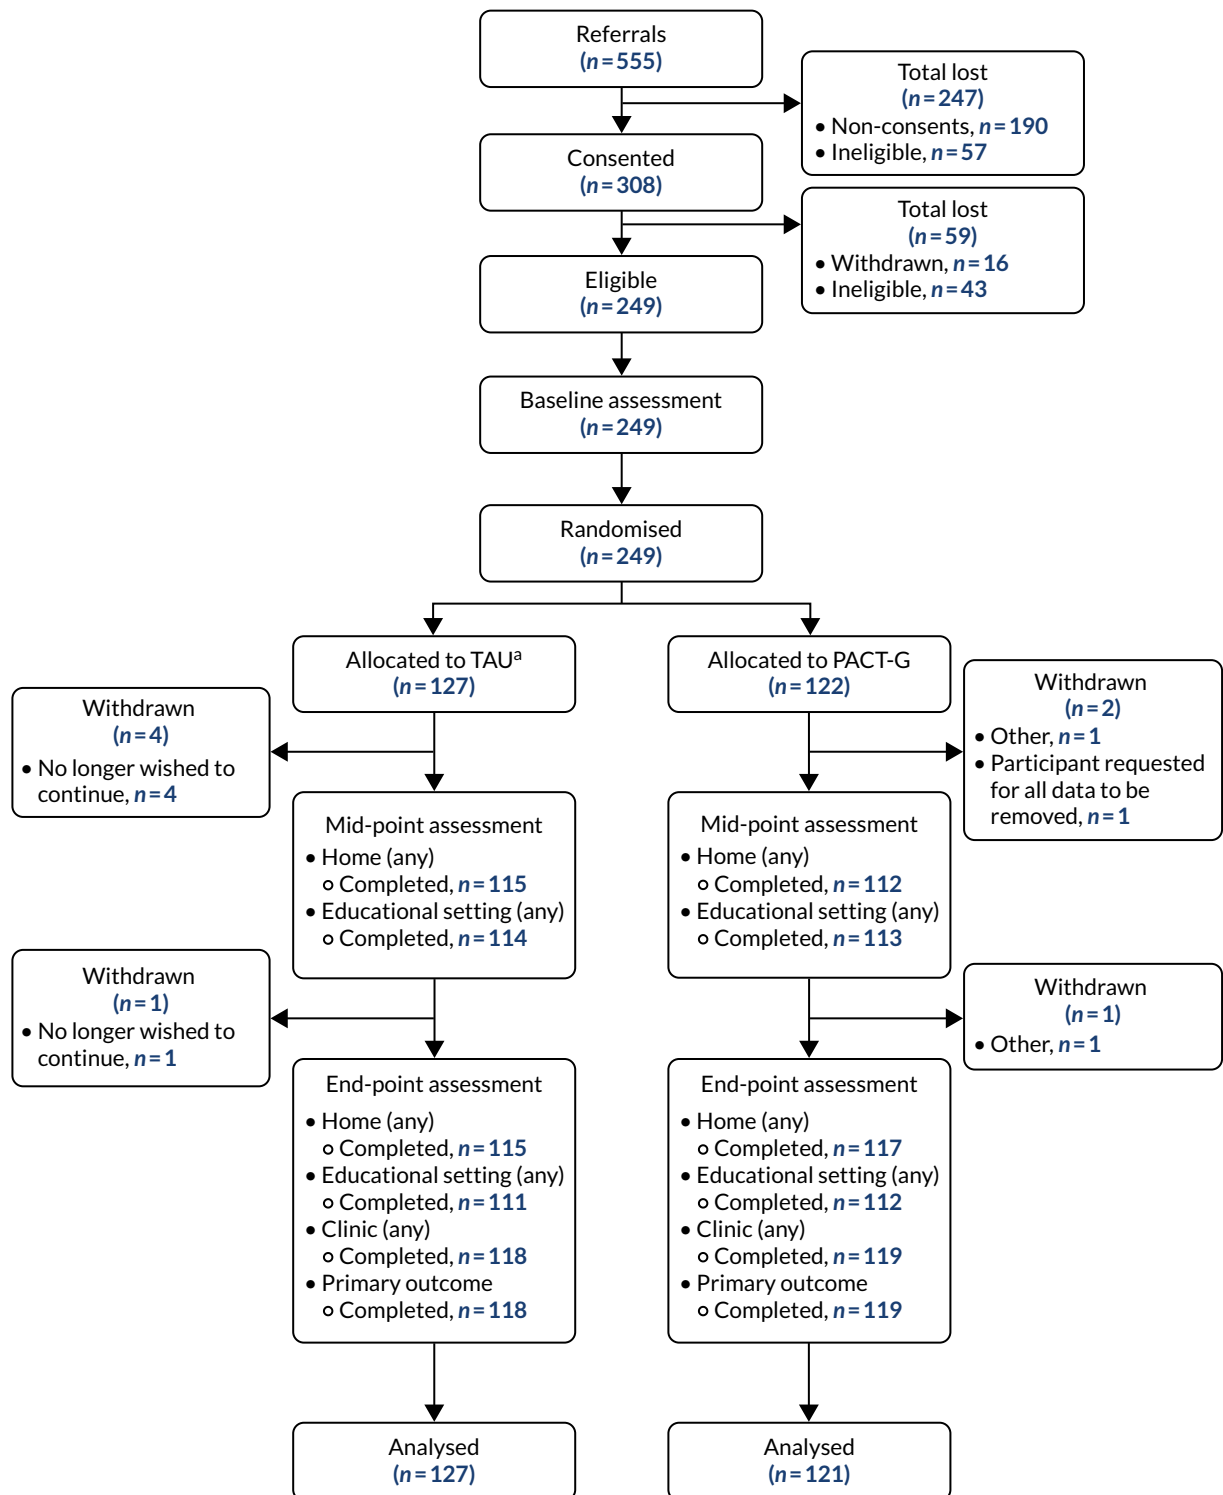 Referrals
(n=555)
Total lost
(n=247)
• Non-consents, n=190
• Ineligible, n=57
Consented
(n=308)
Total lost
(n=59)
• Withdrawn, n=16
• Ineligible, n=43
Eligible
(n=249)
Baseline assessment
(n=249)
Randomised
(n=249)
Allocated to TAUᵃ
(n=127)
Allocated to PACT-G
(n=122)
Withdrawn
(n=4)
• No longer wished to
continue, n=4
Withdrawn
(n=2)
• Other, n=1
• Participant requested
for all data to be
removed, n=1
Mid-point assessment
• Home (any)
o Completed, n=115
• Educational setting (any)
o Completed, n=114
Mid-point assessment
• Home (any)
o Completed, n=112
• Educational setting (any)
o Completed, n=113
Withdrawn
(n=1)
• No longer wished to
continue, n=1
Withdrawn
(n=1)
• Other, n=1
End-point assessment
• Home (any)
o Completed, n=115
• Educational setting (any)
o Completed, n=111
• Clinic (any)
o Completed, n=118
• Primary outcome
o Completed, n=118
End-point assessment
• Home (any)
o Completed, n=117
• Educational setting (any)
o Completed, n=112
• Clinic (any)
o Completed, n=119
• Primary outcome
o Completed, n=119
Analysed
(n=127)
Analysed
(n=121)